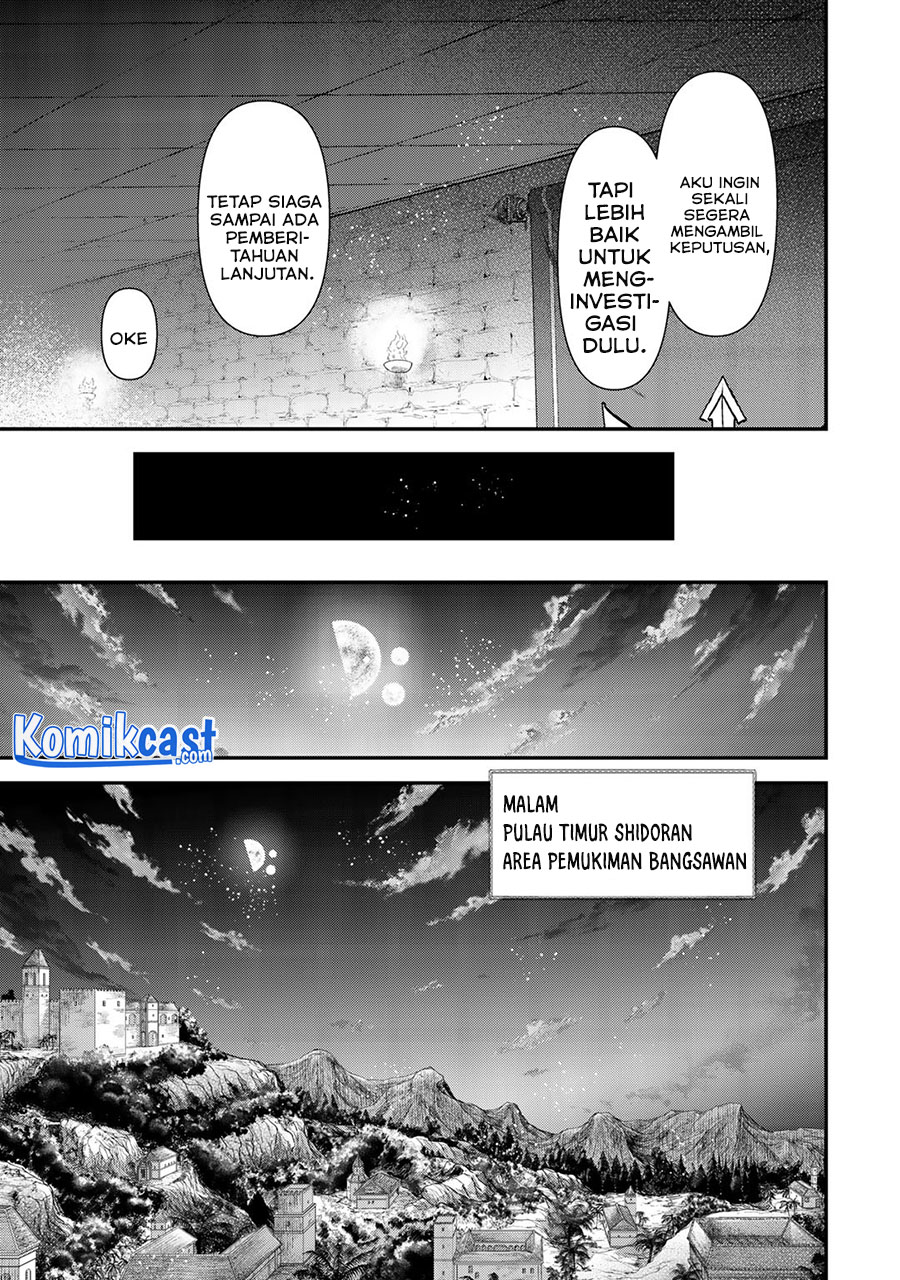 AKU INGIN
SEKALI
SEGERA
MENGAMBIL
KEPUTUSAN,
TAPI
LEBIH
BAIK
UNTUK
MENG-
INVESTI-
GASI
DULU.
TETAP SIAGA
SAMPAI ADA
PEMBERI-
TAHUAN
LANJUTAN.
OKE
Komikcast
.com
MALAM
PULAU TIMUR SHIDORAN
AREA PEMUKIMAN BANGSAWAN